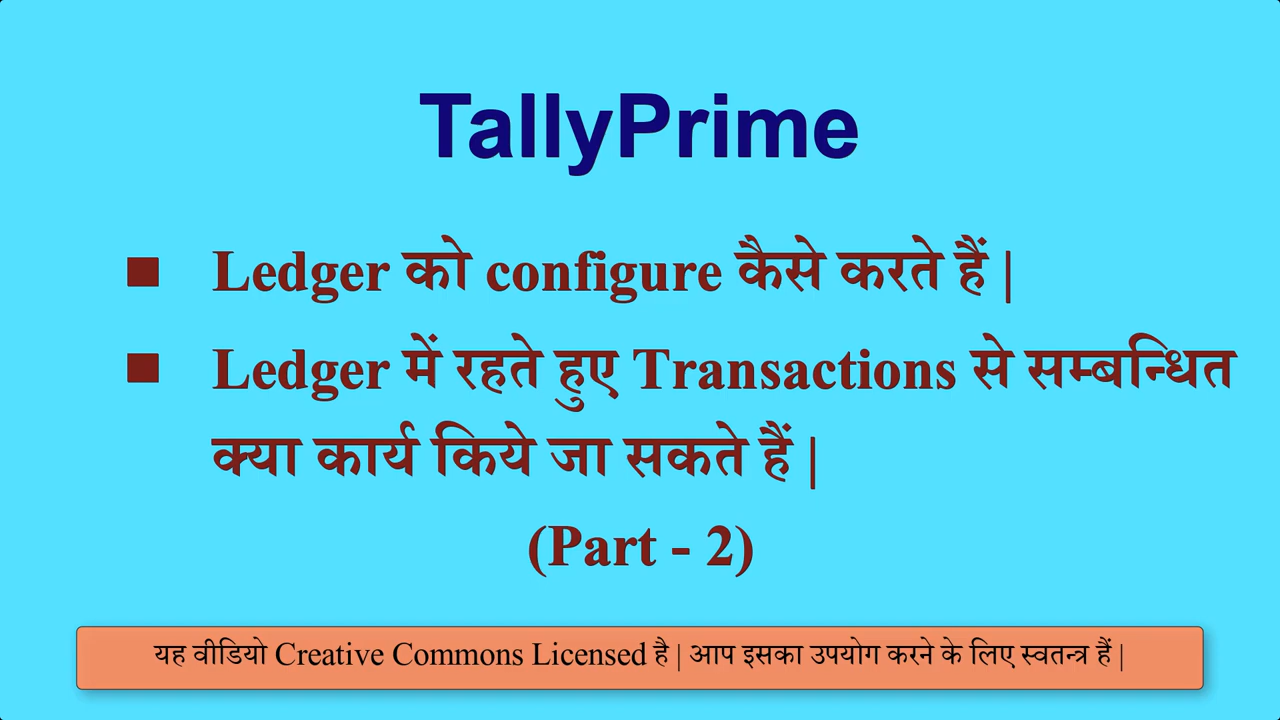 TallyPrime
■ Ledger को configure कैसे करते हैं |
■ Ledger में रहते हुए Transactions से सम्बन्धित
क्या कार्य किये जा सकते हैं |
(Part - 2)
यह वीडियो Creative Commons Licensed है | आप इसका उपयोग करने के लिए स्वतन्त्र हैं |